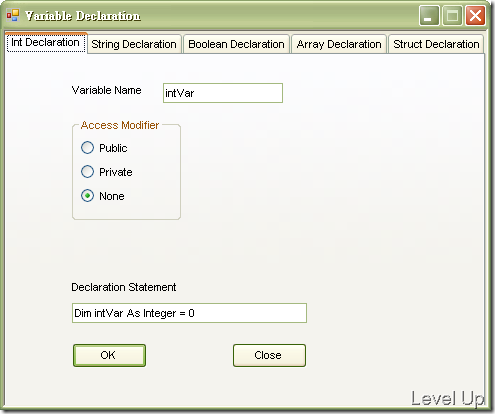 Variable Declaration
Int Declaration String Declaration Boolean Declaration Array Declaration Struct Declaration
Variable Name intVar
Access Modifier
Public
Private
None
Declaration Statement
Dim intVar As Integer = 0
OK Close
Level Up